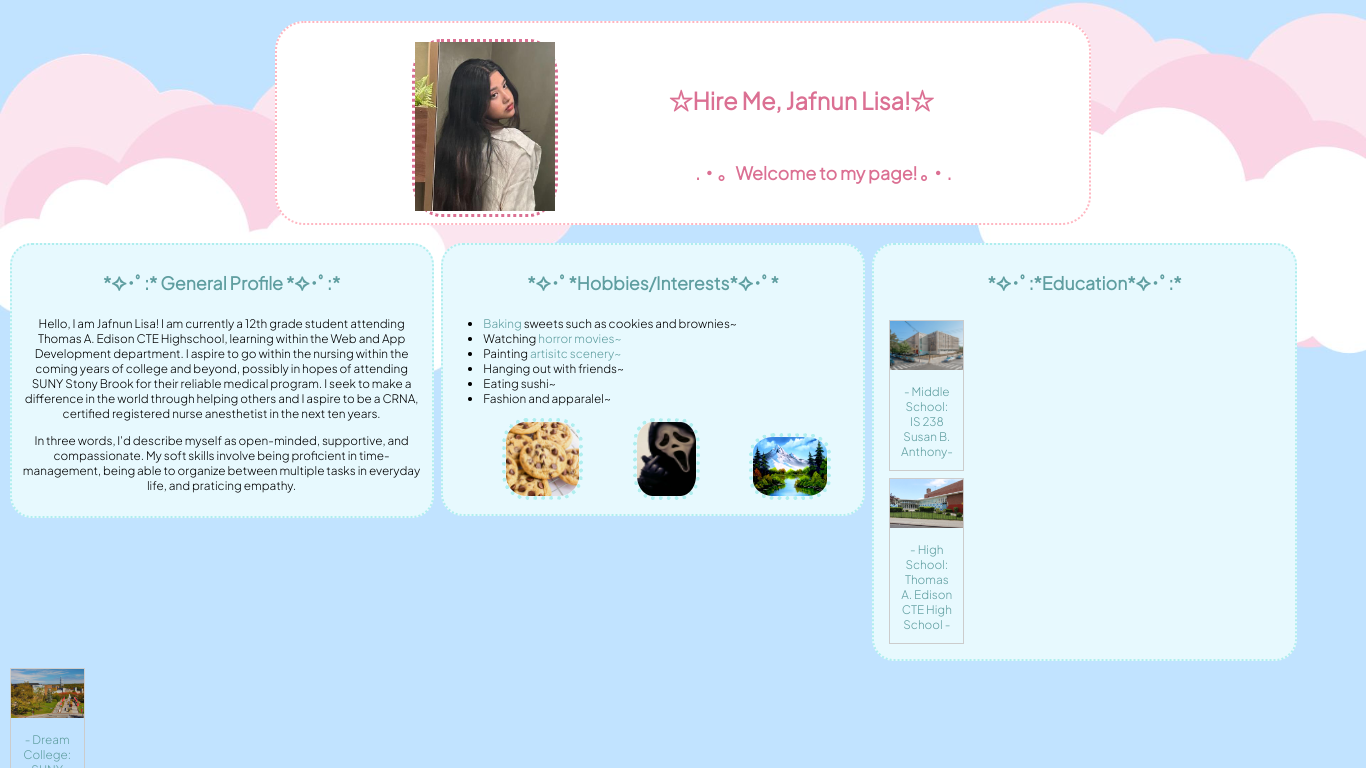 ☆Hire Me, Jafnun Lisa!☆
. • 。 Welcome to my page! 。• .
*✧･ﾟ:* General Profile *✧･ﾟ:*
Hello, I am Jafnun Lisa! I am currently a 12th grade student attending
Thomas A. Edison CTE Highschool, learning within the Web and App
Development department. I aspire to go within the nursing within the
coming years of college and beyond, possibly in hopes of attending
SUNY Stony Brook for their reliable medical program. I seek to make a
difference in the world through helping others and I aspire to be a CRNA,
certified registered nurse anesthetist in the next ten years.
In three words, I'd describe myself as open-minded, supportive, and
compassionate. My soft skills involve being proficient in time-
management, being able to organize between multiple tasks in everyday
life, and praticing empathy.
*✧･ﾟ*Hobbies/Interests*✧･ﾟ*
Baking sweets such as cookies and brownies~
Watching horror movies~
Painting artisitc scenery~
Hanging out with friends~
Eating sushi~
Fashion and apparalel~
*✧･ﾟ:*Education*✧･ﾟ:*
- Middle
School:
IS 238
Susan B.
Anthony-
- High
School:
Thomas
A. Edison
CTE High
School -
- Dream
College:
SUNY